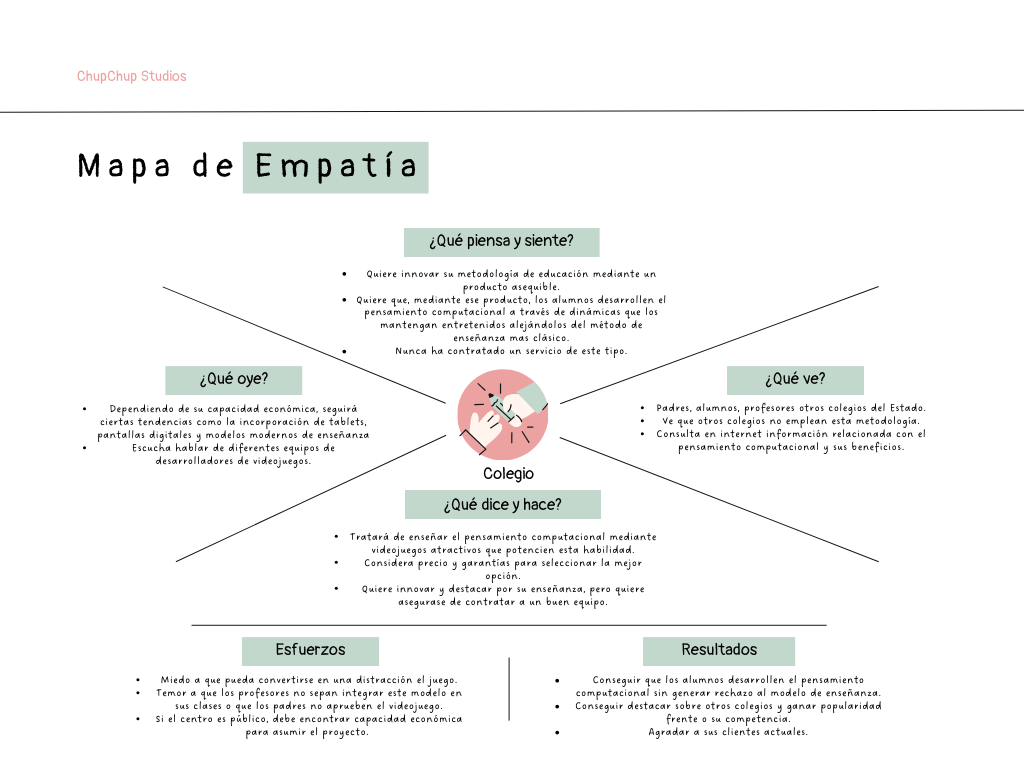 ChupChup Studios
Mapa de Empatía
¿Qué piensa y siente?
• Quiere innovar su metodología de educación mediante un
producto asequible.
• Quiere que, mediante ese producto, los alumnos desarrollen el
pensamiento computacional a través de dinámicas que los
mantengan entretenidos alejándolos del método de
enseñanza mas clásico.
• Nunca ha contratado un servicio de este tipo.
¿Qué oye?
• Dependiendo de su capacidad económica, seguirá
ciertas tendencias como la incorporación de tablets,
pantallas digitales y modelos modernos de enseñanza
• Escucha hablar de diferentes equipos de
desarrolladores de videojuegos.
¿Qué ve?
• Padres, alumnos, profesores otros colegios del Estado.
• Ve que otros colegios no emplean esta metodología.
• Consulta en internet información relacionada con el
pensamiento computacional y sus beneficios.
Colegio
¿Qué dice y hace?
• Tratará de enseñar el pensamiento computacional mediante
videojuegos atractivos que potencien esta habilidad.
• Considera precio y garantías para seleccionar la mejor
opción.
• Quiere innovar y destacar por su enseñanza, pero quiere
asegurase de contratar a un buen equipo.
Esfuerzos
• Miedo a que pueda convertirse en una distracción el juego.
• Temor a que los profesores no sepan integrar este modelo en
sus clases o que los padres no aprueben el videojuego.
• Si el centro es público, debe encontrar capacidad económica
para asumir el proyecto.
Resultados
• Conseguir que los alumnos desarrollen el pensamiento
computacional sin generar rechazo al modelo de enseñanza.
• Conseguir destacar sobre otros colegios y ganar popularidad
frente a su competencia.
• Agradar a sus clientes actuales.